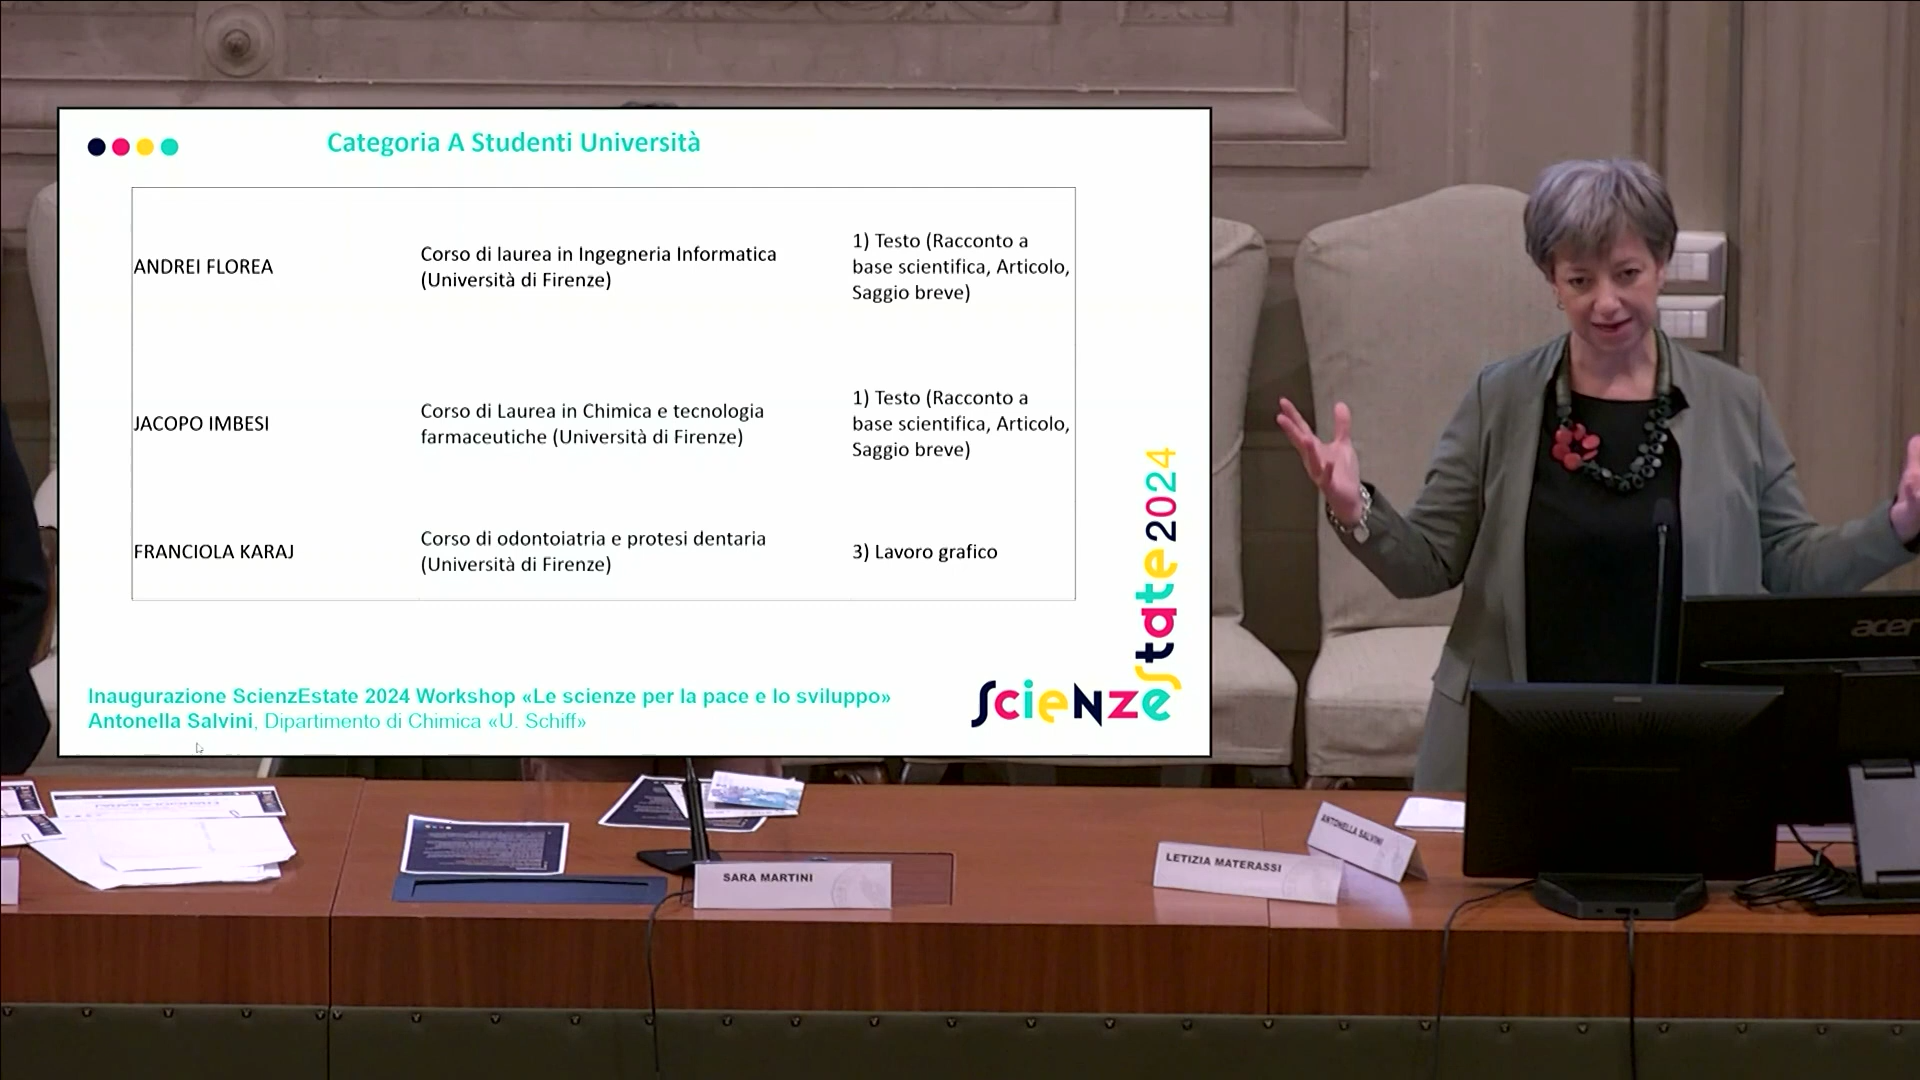 Categoria A Studenti Università
ANDREI FLOREA
Corso di laurea in Ingegneria Informatica
(Università di Firenze)
1) Testo (Racconto a
base scientifica, Articolo,
Saggio breve)
JACOPO IMBESI
Corso di Laurea in Chimica e tecnologia
farmaceutiche (Università di Firenze)
1) Testo (Racconto a
base scientifica, Articolo,
Saggio breve)
FRANCIOLA KARAJ
Corso di odontoiatria e protesi dentaria
(Università di Firenze)
3) Lavoro grafico
Inaugurazione ScienzEstate 2024 Workshop «Le scienze per la pace e lo sviluppo»
Antonella Salvini, Dipartimento di Chimica «U. Schiff»
ScieNzEstate2024
acer
SARA MARTINI
LETIZIA MATERASSI
ANTONELLA SALVINI